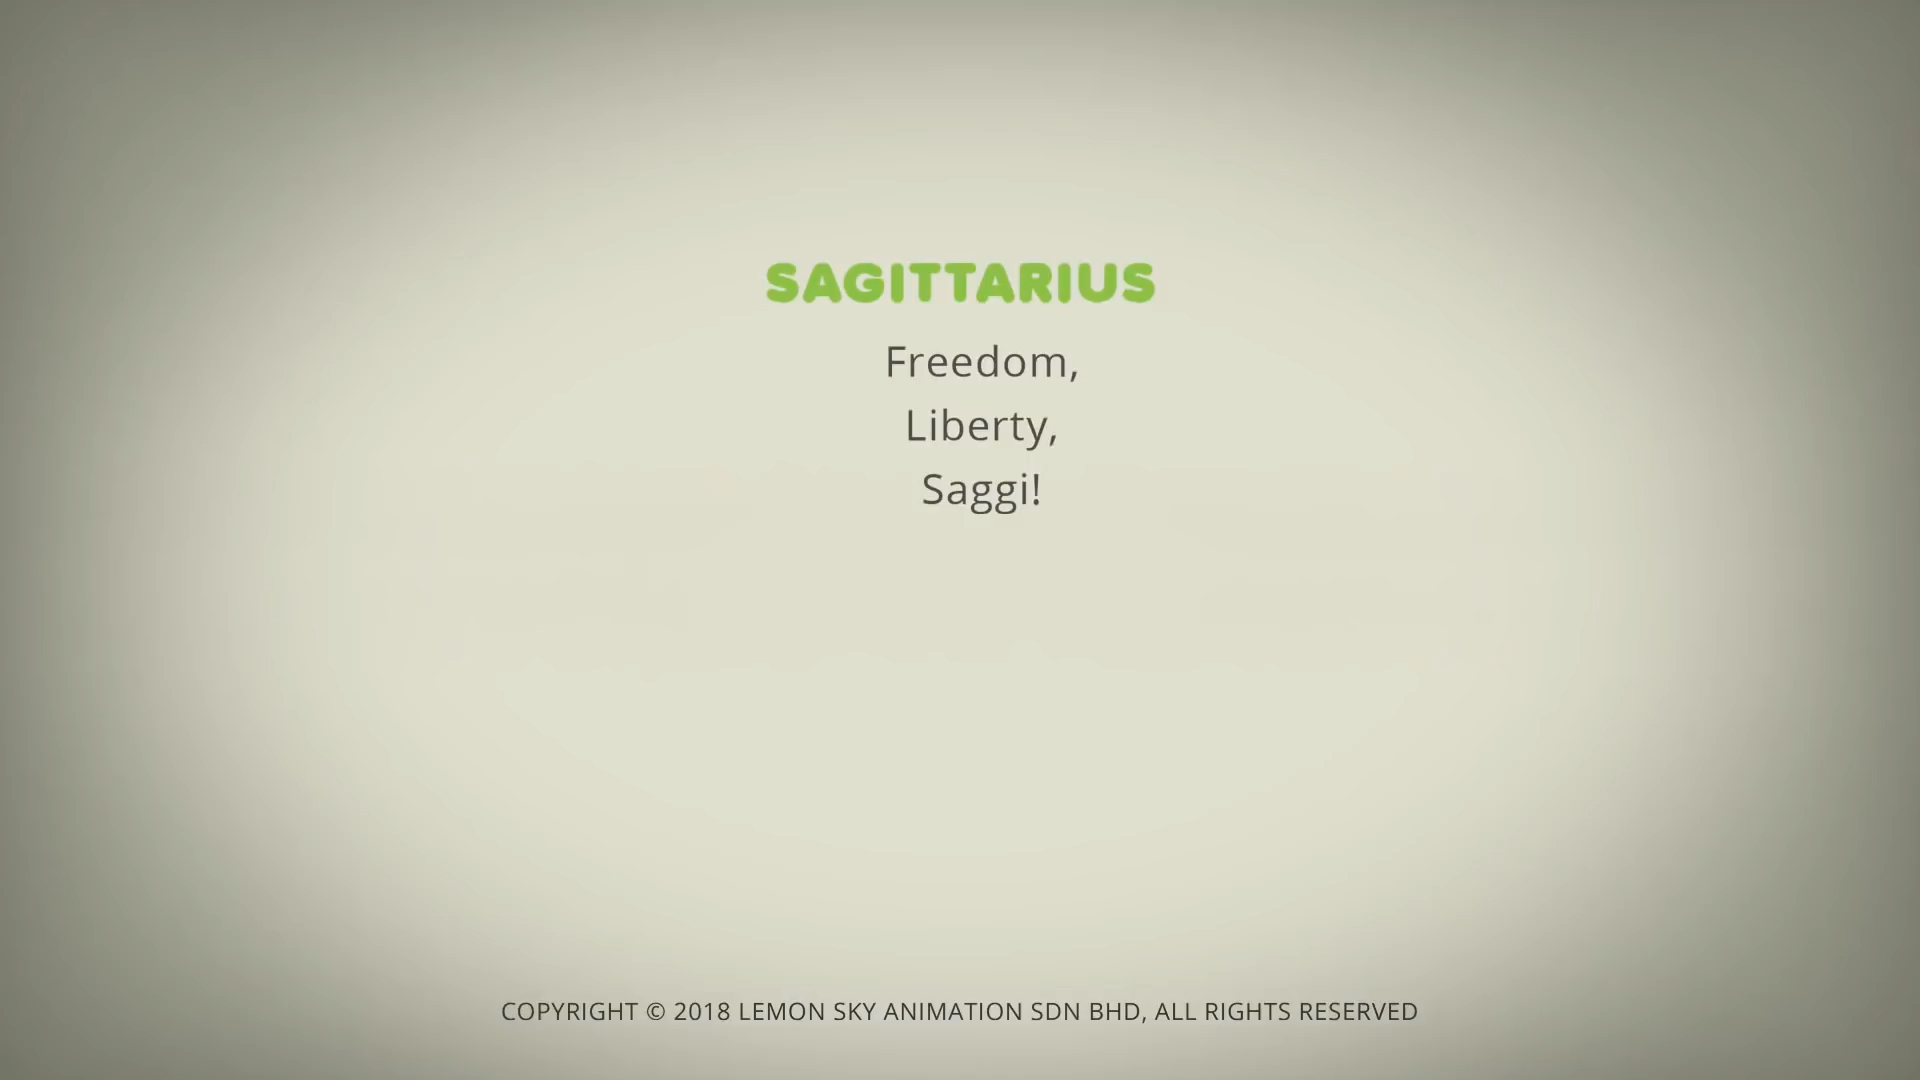 SAGITTARIUS
Freedom,
Liberty,
Saggi!
COPYRIGHT © 2018 LEMON SKY ANIMATION SDN BHD, ALL RIGHTS RESERVED